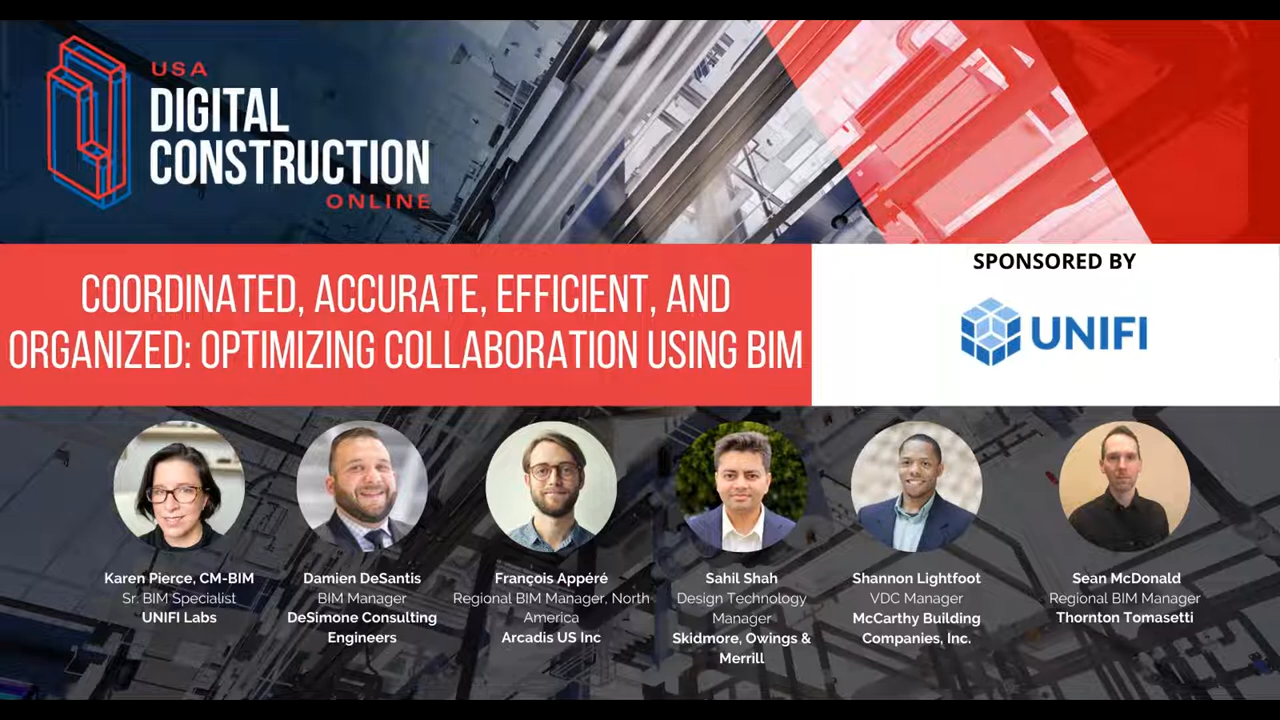 USA
DIGITAL
CONSTRUCTION
ONLINE
COORDINATED, ACCURATE, EFFICIENT, AND
ORGANIZED: OPTIMIZING COLLABORATION USING BIM
SPONSORED BY
UNIFI
Karen Pierce, CM-BIM
Sr. BIM Specialist
UNIFI Labs
Damien DeSantis
BIM Manager
DeSimone Consulting
Engineers
François Appéré
Regional BIM Manager, North
America
Arcadis US Inc
Sahil Shah
Design Technology
Manager
Skidmore, Owings &
Merrill
Shannon Lightfoot
VDC Manager
McCarthy Building
Companies, Inc.
Sean McDonald
Regional BIM Manager
Thornton Tomasetti